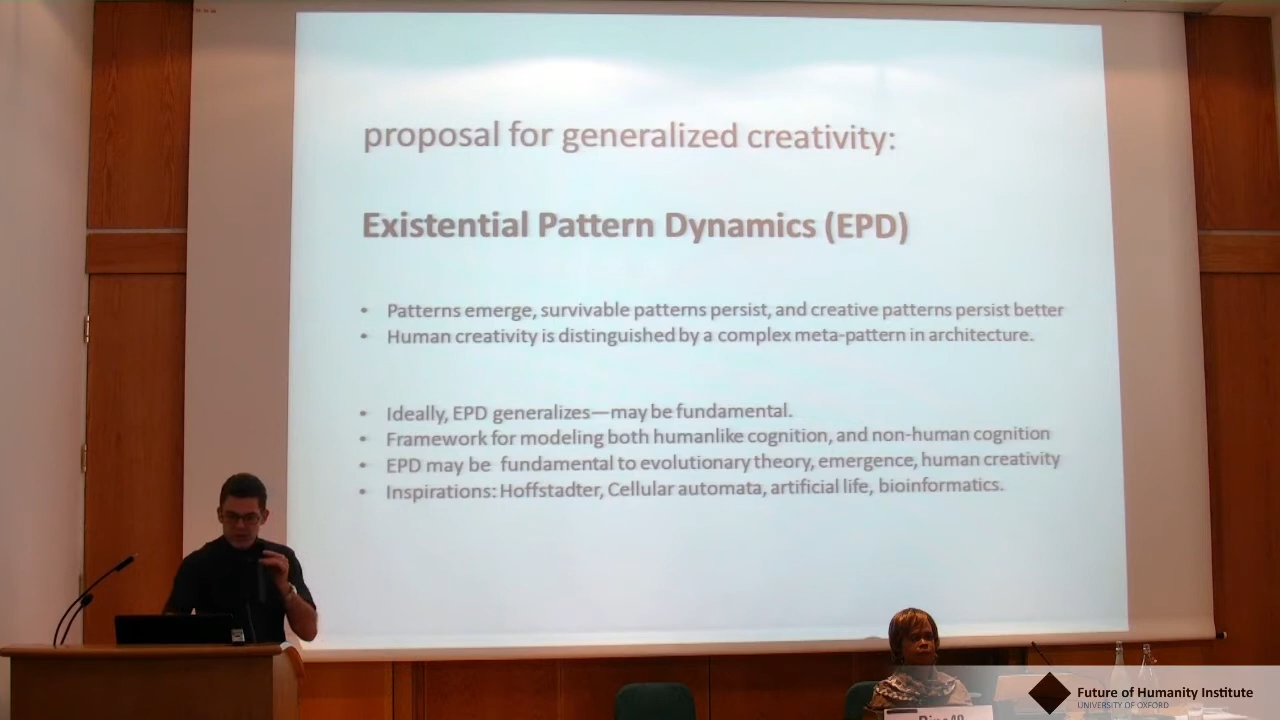 proposal for generalized creativity:
Existential Pattern Dynamics (EPD)
• Patterns emerge, survivable patterns persist, and creative patterns persist better
• Human creativity is distinguished by a complex meta-pattern in architecture.
• Ideally, EPD generalizes—may be fundamental.
• Framework for modeling both humanlike cognition, and non-human cognition
• EPD may be fundamental to evolutionary theory, emergence, human creativity
• Inspirations: Hoffstadter, Cellular automata, artificial life, bioinformatics.
Future of Humanity Institute
UNIVERSITY OF OXFORD